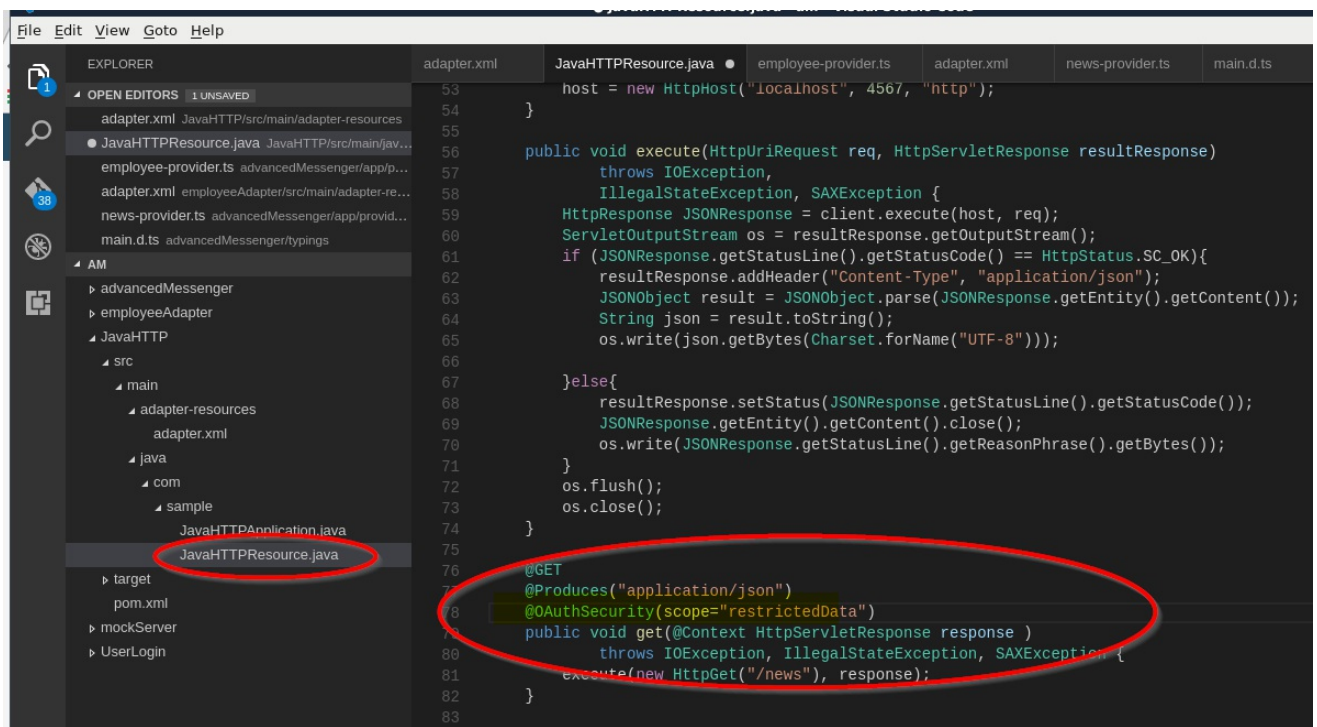 File Edit View Goto Help
EXPLORER
1
38
OPEN EDITORS 1 UNSAVED
adapter.xml JavaHTTP/src/main/adapter-resources
JavaHTTPResource.java JavaHTTP/src/main/jav...
employee-provider.ts advancedMessenger/app/p...
adapter.xml employeeAdapter/src/main/adapter-re...
news-provider.ts advancedMessenger/app/provid...
main.d.ts advancedMessenger/typings
AM
advancedMessenger
employeeAdapter
JavaHTTP
src
main
adapter-resources
adapter.xml
java
com
sample
JavaHTTPApplication.java
JavaHTTPResource.java
target
pom.xml
mockServer
UserLogin
adapter.xml JavaHTTPResource.java employee-provider.ts adapter.xml news-provider.ts main.d.ts
53 host = new HttpHost("localhost", 4567, "http");
54 }
55
56 public void execute(HttpUriRequest req, HttpServletResponse resultResponse)
57 throws IOException,
58 IllegalStateException, SAXException {
59 HttpResponse JSONResponse = client.execute(host, req);
60 ServletOutputStream os = resultResponse.getOutputStream();
61 if (JSONResponse.getStatusLine().getStatusCode() == HttpStatus.SC_OK){
62 resultResponse.addHeader("Content-Type", "application/json");
63 JSONObject result = JSONObject.parse(JSONResponse.getEntity().getContent());
64 String json = result.toString();
65 os.write(json.getBytes(Charset.forName("UTF-8")));
66
67 }else{
68 resultResponse.setStatus(JSONResponse.getStatusLine().getStatusCode());
69 JSONResponse.getEntity().getContent().close();
70 os.write(JSONResponse.getStatusLine().getReasonPhrase().getBytes());
71 }
72 os.flush();
73 os.close();
74 }
75
76 @GET
77 @Produces("application/json")
78 @OAuthSecurity(scope="restrictedData")
79 public void get(@Context HttpServletResponse response )
80 throws IOException, IllegalStateException, SAXException {
81 execute(new HttpGet("/news"), response);
82 }
83